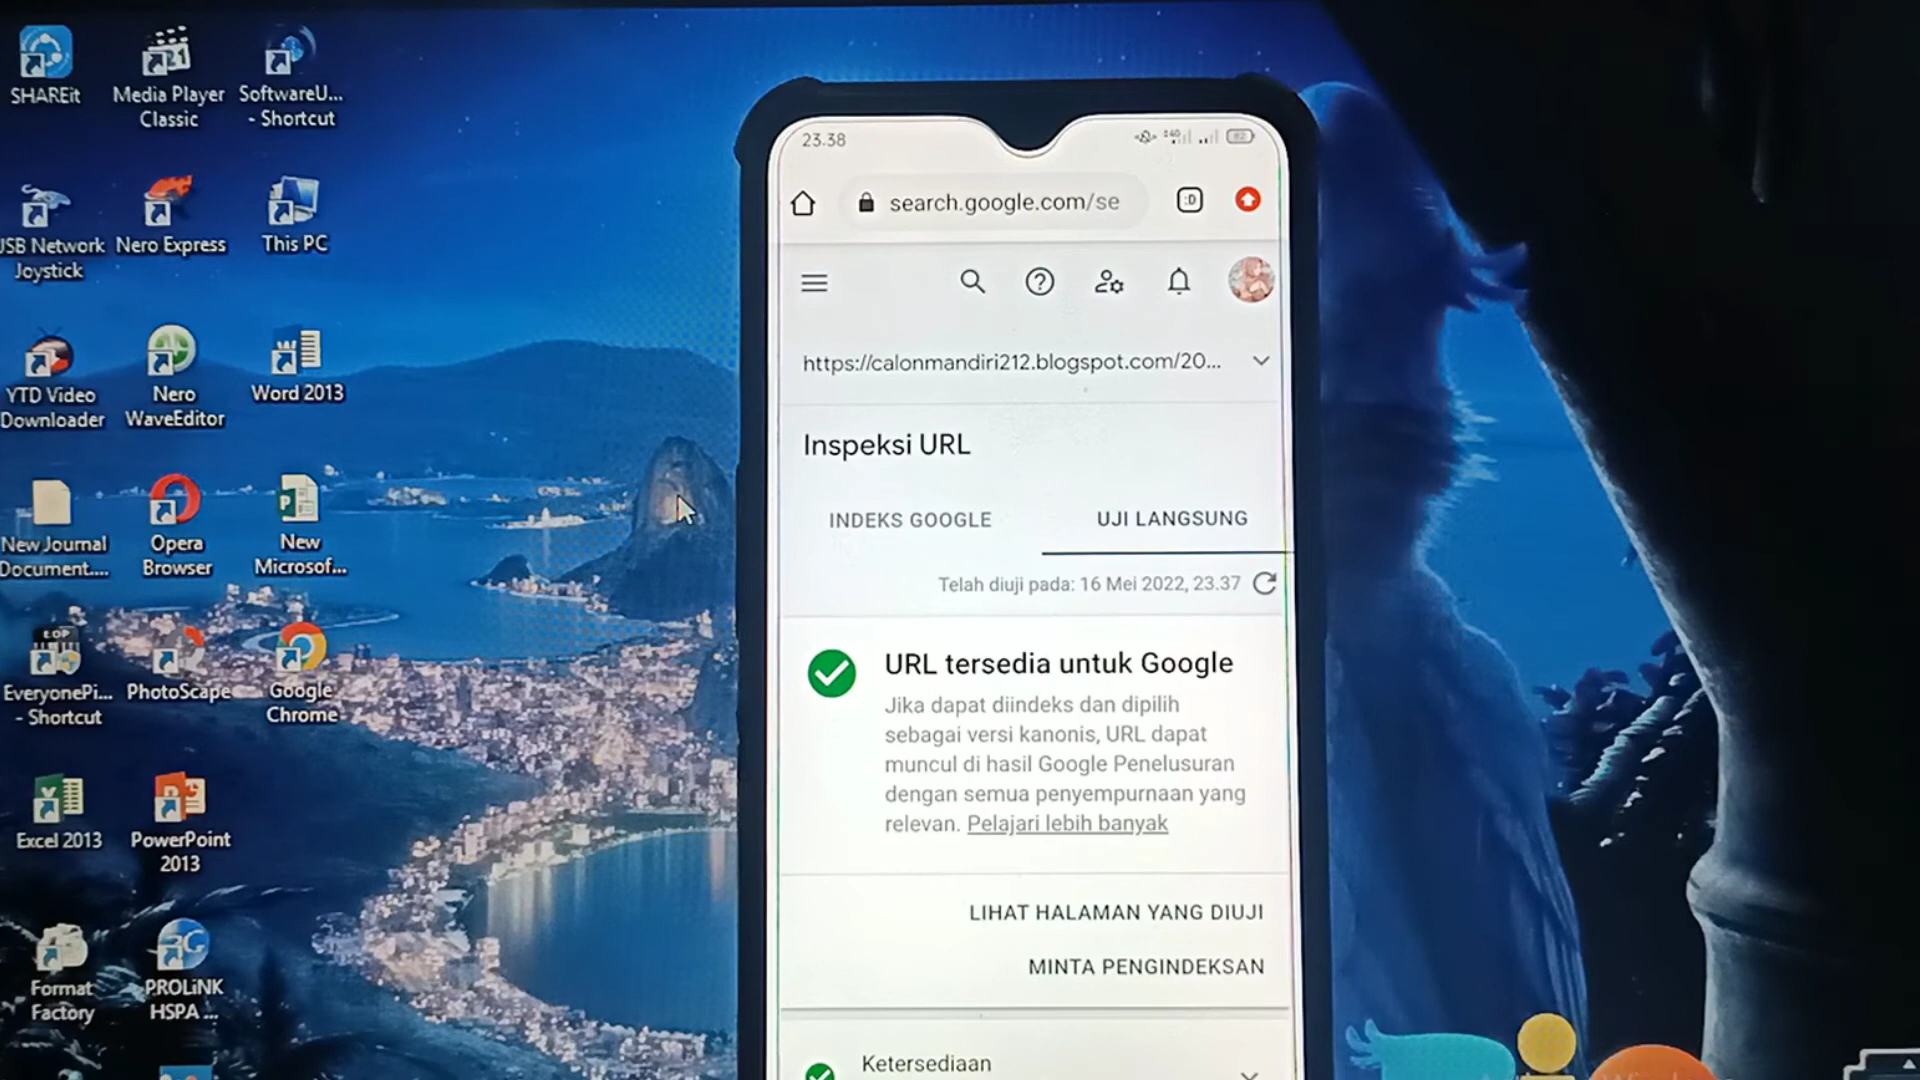 SHAREit
Media Player
Classic
SoftwareU...
- Shortcut
JSB Network
Joystick
Nero Express
This PC
YTD Video
Downloader
Nero
WaveEditor
Word 2013
New Journal
Document....
Opera
Browser
New
Microsof...
EveryonePi...
- Shortcut
PhotoScape
Google
Chrome
Excel 2013
PowerPoint
2013
Format
Factory
PROLiNK
HSPA ...
23.38
82
:D
search.google.com/se
https://calonmandiri212.blogspot.com/20...
Inspeksi URL
INDEKS GOOGLE
UJI LANGSUNG
Telah diuji pada: 16 Mei 2022, 23.37
URL tersedia untuk Google
Jika dapat diindeks dan dipilih
sebagai versi kanonis, URL dapat
muncul di hasil Google Penelusuran
dengan semua penyempurnaan yang
relevan. Pelajari lebih banyak
LIHAT HALAMAN YANG DIUJI
MINTA PENGINDEKSAN
Ketersediaan